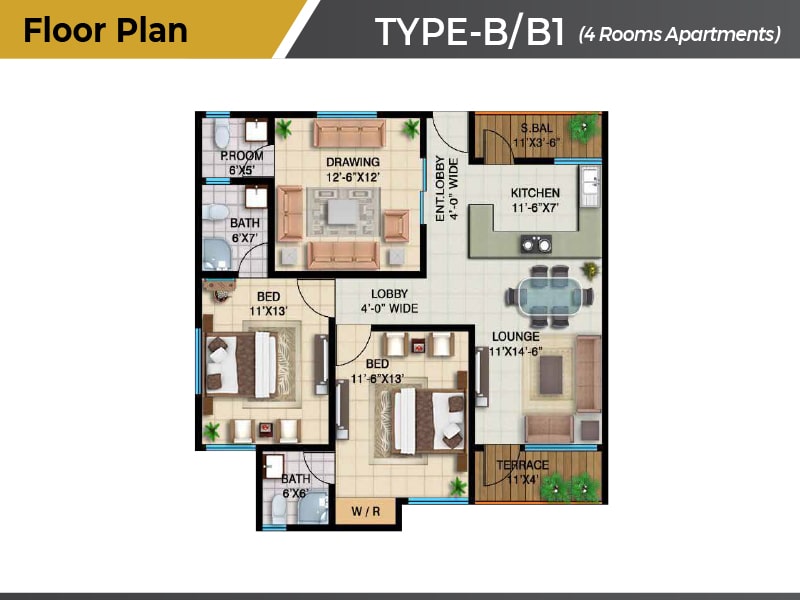 Floor Plan
TYPE-B/B1 (4 Rooms Apartments)
P.ROOM
6'X5'
DRAWING
12'-6"X12'
ENT.LOBBY
4'-0" WIDE
S.BAL
11'X3'-6"
KITCHEN
11'-6"X7'
BATH
6'X7'
BED
11'X13'
LOBBY
4'-0" WIDE
LOUNGE
11'X14'-6"
BED
11'-6"X13'
BATH
6'X6'
W / R
TERRACE
11'X4'